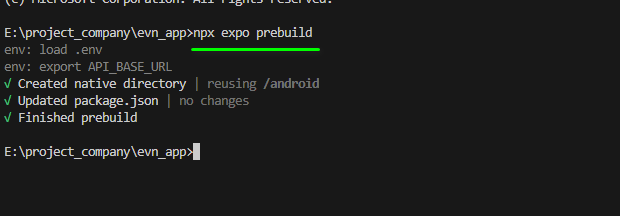 (c) Microsoft Corporation. All rights reserved.
E:\project_company\evn_app>npx expo prebuild
env: load .env
env: export API_BASE_URL
√ Created native directory | reusing /android
√ Updated package.json | no changes
√ Finished prebuild
E:\project_company\evn_app>